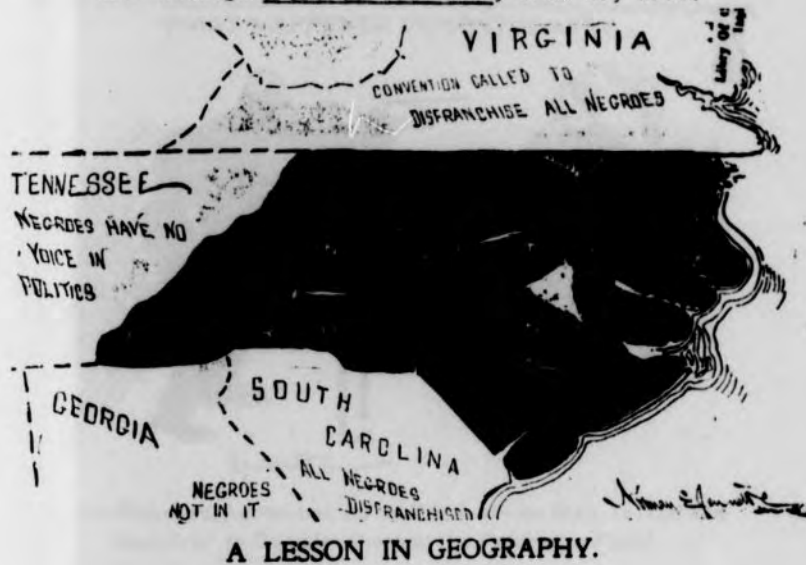 VIRGINIA
CONVENTION CALLED TO
DISFRANCHISE ALL NEGROES
TENNESSEE
NEGROES HAVE NO
VOICE IN
POLITICS
GEORGIA
NEGROES
NOT IN IT
SOUTH
CAROLINA
ALL NEGROES
DISFRANCHISED
A LESSON IN GEOGRAPHY.